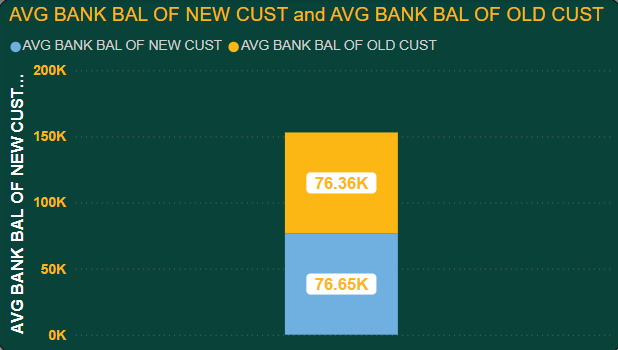 AVG BANK BAL OF NEW CUST and AVG BANK BAL OF OLD CUST
AVG BANK BAL OF NEW CUST AVG BANK BAL OF OLD CUST
AVG BANK BAL OF NEW CUST...
200K
150K
100K
50K
0K
76.36K
76.65K